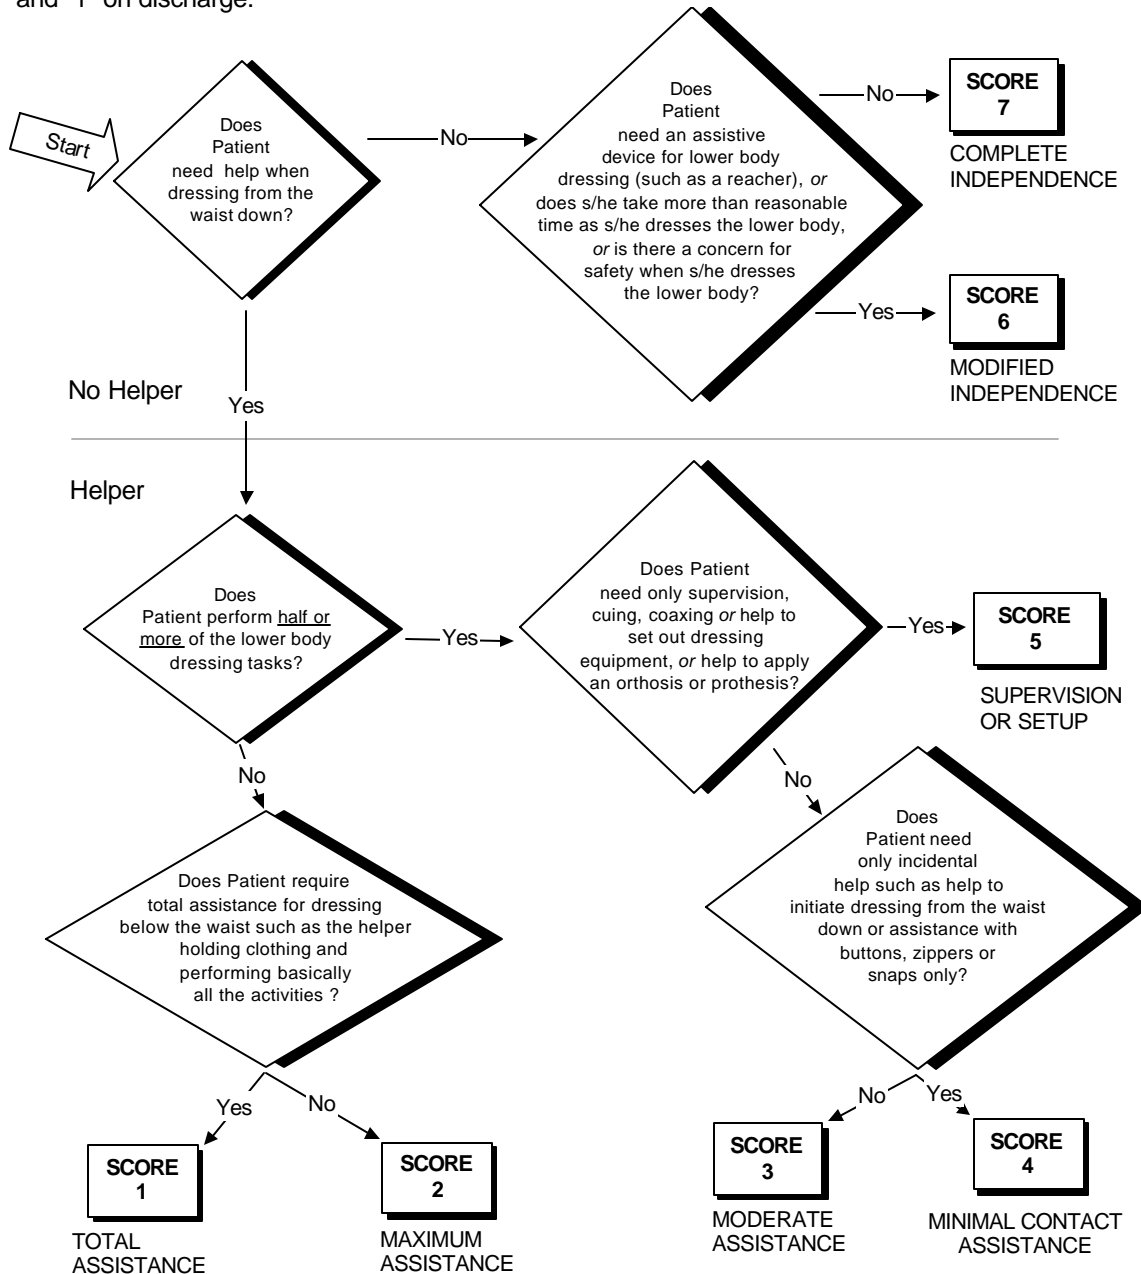 and "1" on discharge.
Start
Does
Patient
need help when
dressing from the
waist down?
No
Does
Patient
need an assistive
device for lower body
dressing (such as a reacher), or
does s/he take more than reasonable
time as s/he dresses the lower body,
or is there a concern for
safety when s/he dresses
the lower body?
No
SCORE
7
COMPLETE
INDEPENDENCE
Yes
SCORE
6
MODIFIED
INDEPENDENCE
No Helper
Yes
Helper
Does
Patient perform half or
more of the lower body
dressing tasks?
Yes
Does Patient
need only supervision,
cuing, coaxing or help to
set out dressing
equipment, or help to apply
an orthosis or prothesis?
Yes
SCORE
5
SUPERVISION
OR SETUP
No
No
Does Patient require
total assistance for dressing
below the waist such as the helper
holding clothing and
performing basically
all the activities ?
Does
Patient need
only incidental
help such as help to
initiate dressing from the waist
down or assistance with
buttons, zippers or
snaps only?
Yes
No
No
Yes
SCORE
1
TOTAL
ASSISTANCE
SCORE
2
MAXIMUM
ASSISTANCE
SCORE
3
MODERATE
ASSISTANCE
SCORE
4
MINIMAL CONTACT
ASSISTANCE